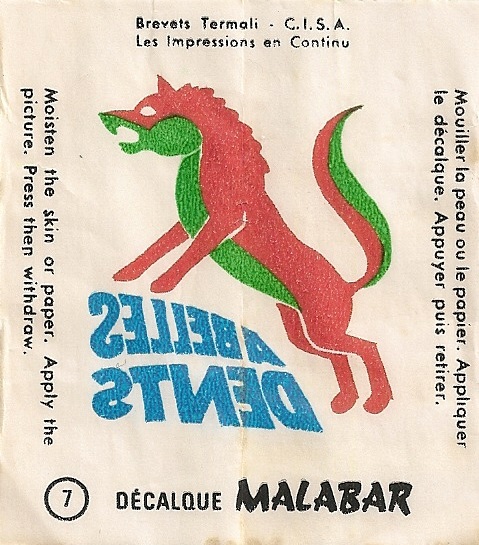 Brevets Termali - C.I.S.A.
Les Impressions en Continu
Moisten the skin or paper. Apply the
picture. Press then withdraw.
Mouiller la peau ou le papier. Appliquer
le décalque. Appuyer puis retirer.
A BELLES
DENTS
7 DÉCALQUE MALABAR